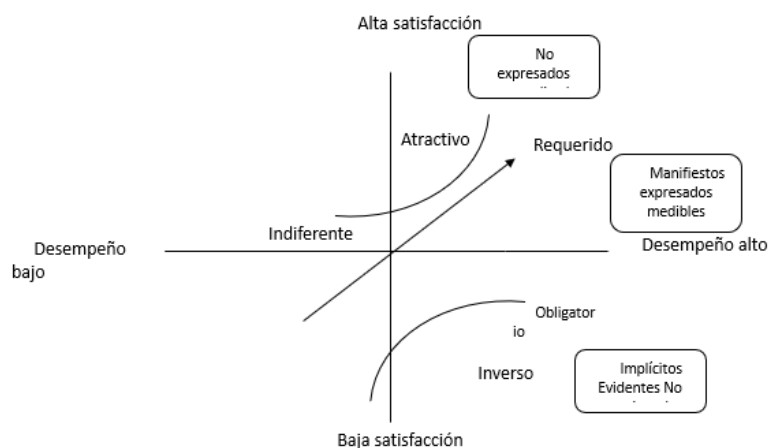 Alta satisfacción
No
expresados
Atractivo
Requerido
Manifiestos
expresados
medibles
Indiferente
Desempeño
bajo
Desempeño alto
Obligator
io
Inverso
Implícitos
Evidentes No
Baja satisfacción